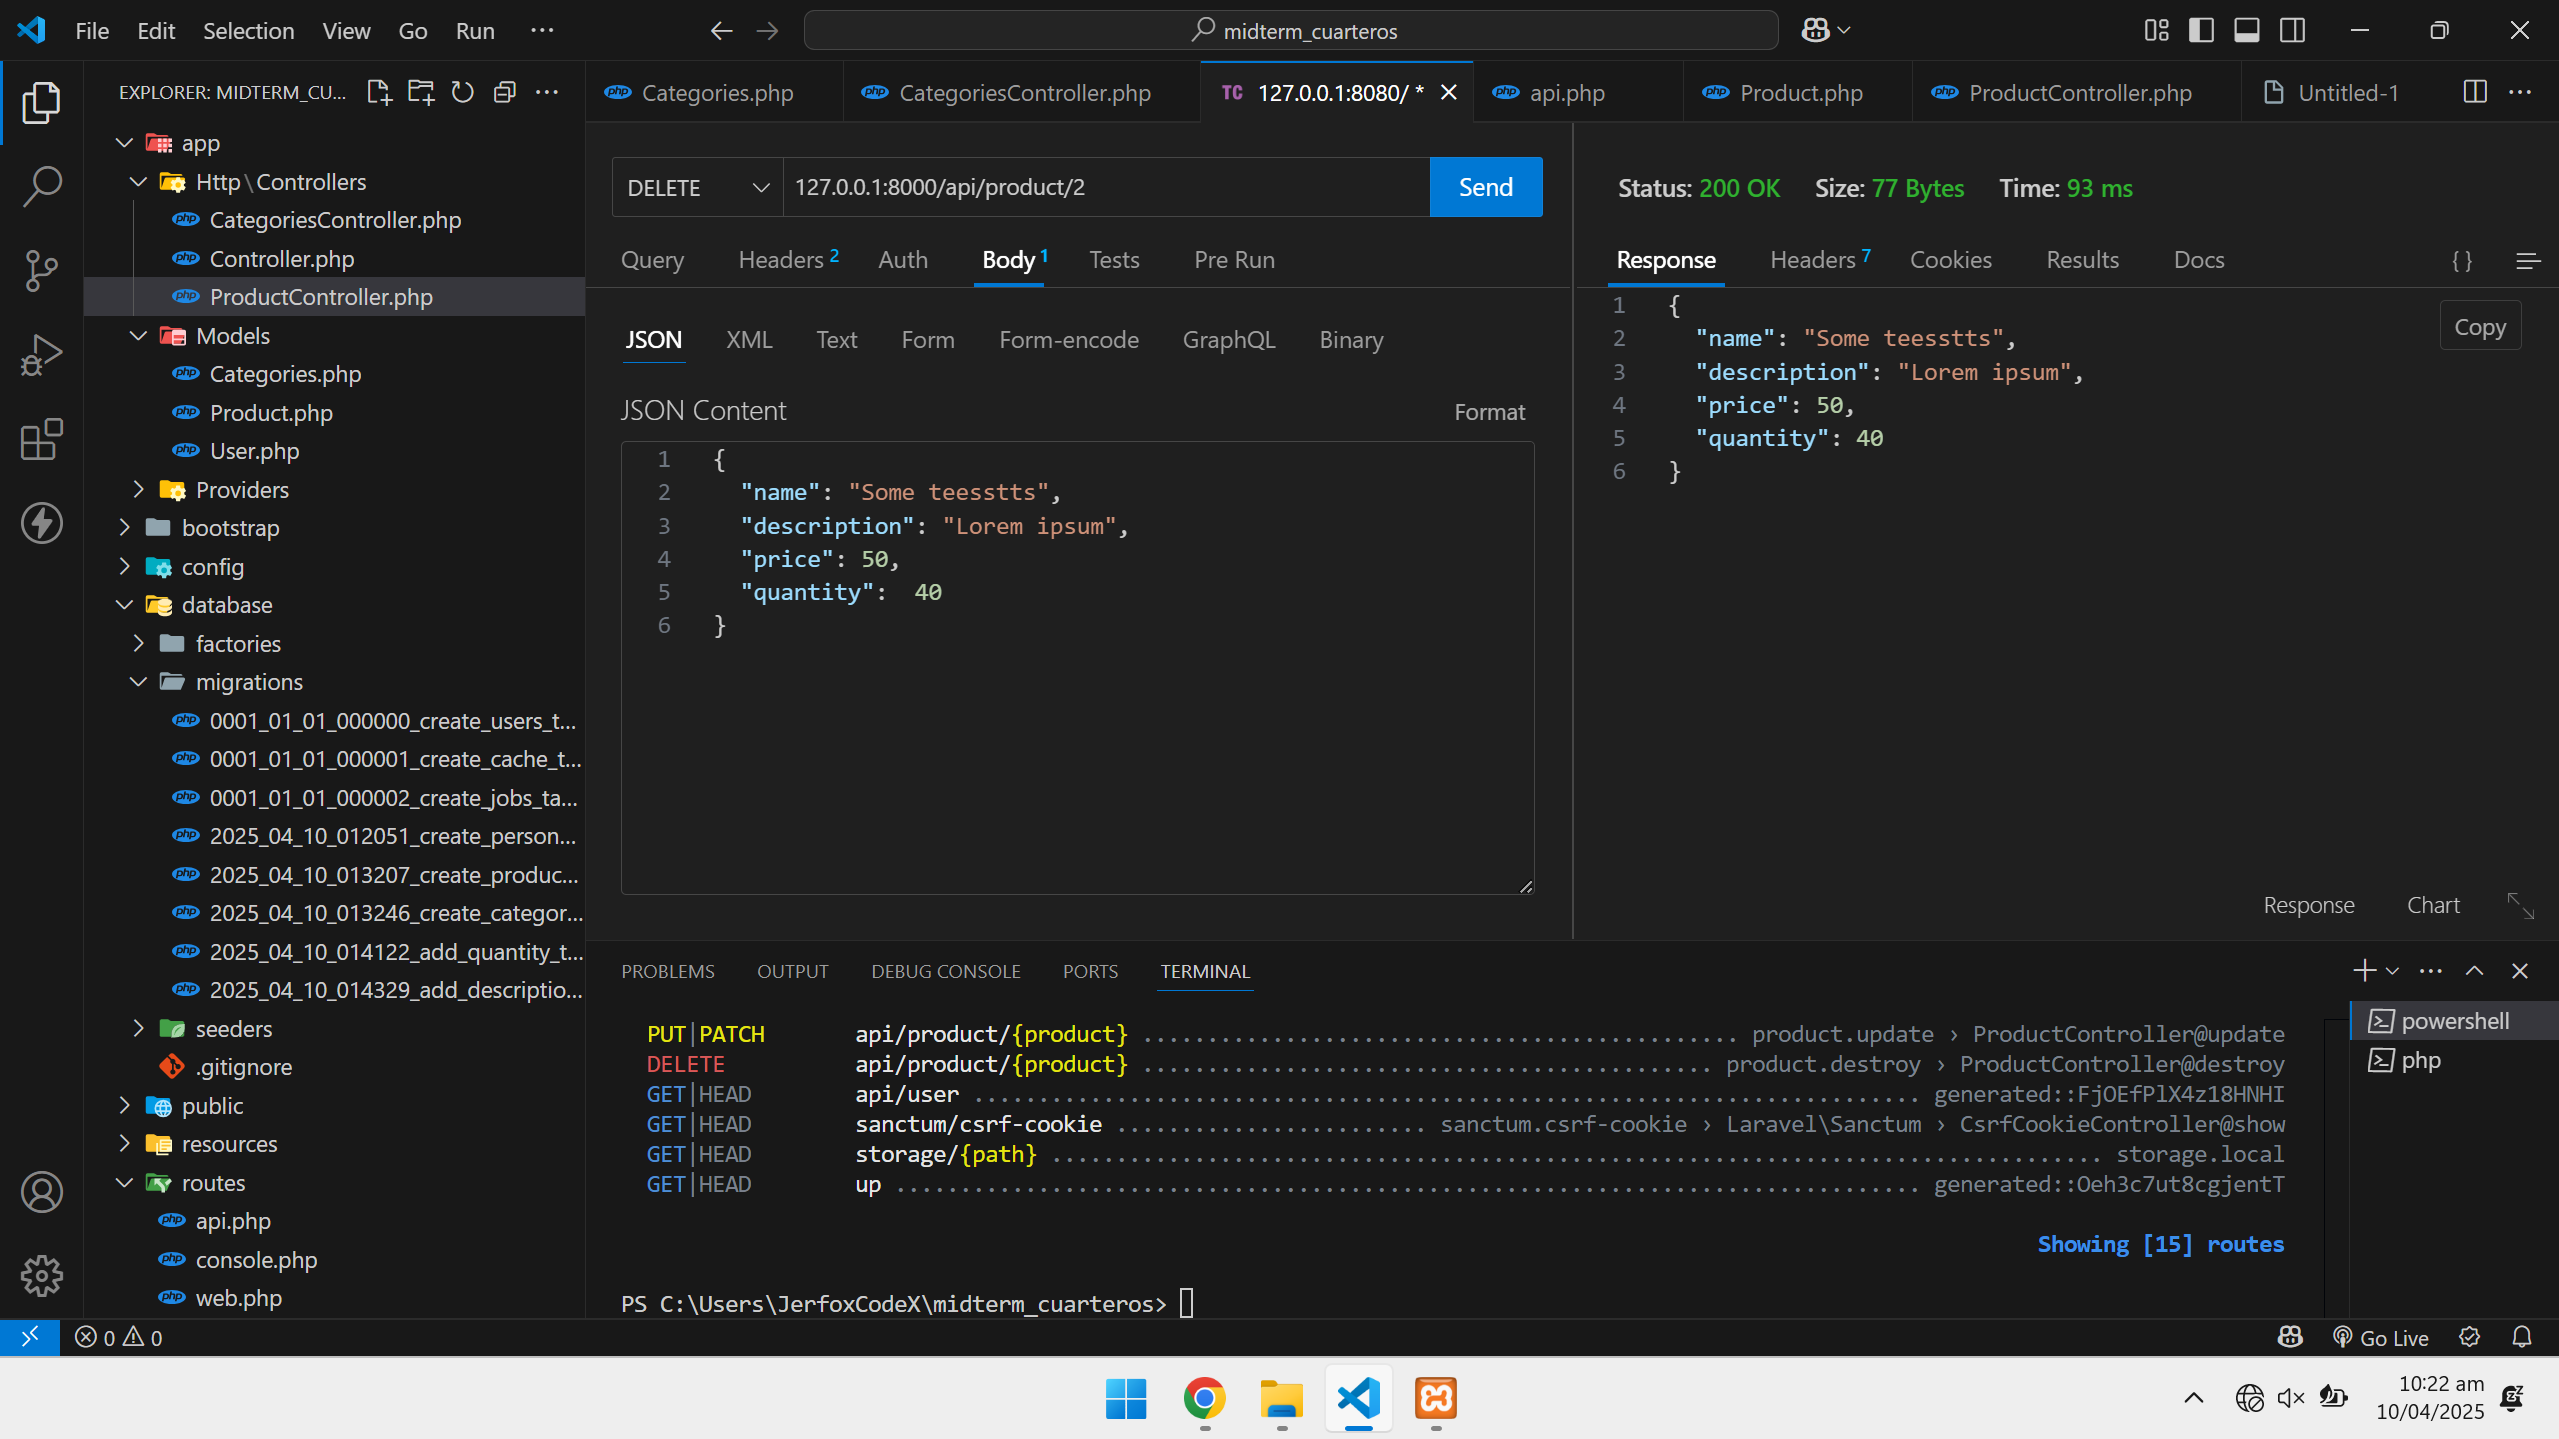 File Edit Selection View Go Run ···
midterm_cuarteros
EXPLORER: MIDTERM_CU...
app
Http\Controllers
CategoriesController.php
Controller.php
ProductController.php
Models
Categories.php
Product.php
User.php
Providers
bootstrap
config
database
factories
migrations
0001_01_01_000000_create_users_t...
0001_01_01_000001_create_cache_t...
0001_01_01_000002_create_jobs_ta...
2025_04_10_012051_create_person...
2025_04_10_013207_create_produc...
2025_04_10_013246_create_categor...
2025_04_10_014122_add_quantity_t...
2025_04_10_014329_add_descriptio...
seeders
.gitignore
public
resources
routes
api.php
console.php
web.php
php Categories.php php CategoriesController.php TC 127.0.0.1:8080/ * php api.php php Product.php php ProductController.php Untitled-1
DELETE 127.0.0.1:8000/api/product/2 Send
Query Headers 2 Auth Body 1 Tests Pre Run
JSON XML Text Form Form-encode GraphQL Binary
JSON Content Format
1 {
2 "name": "Some teesstts",
3 "description": "Lorem ipsum",
4 "price": 50,
5 "quantity":  40
6 }
Status: 200 OK Size: 77 Bytes Time: 93 ms
Response Headers 7 Cookies Results Docs { }
1 {
2 "name": "Some teesstts",
3 "description": "Lorem ipsum",
4 "price": 50,
5 "quantity": 40
6 }
Copy
Response Chart
PROBLEMS OUTPUT DEBUG CONSOLE PORTS TERMINAL
PUT|PATCH api/product/{product} .............................................. product.update › ProductController@update
DELETE api/product/{product} ............................................ product.destroy › ProductController@destroy
GET|HEAD api/user ......................................................................... generated::FjOEfPlX4z18HNHI
GET|HEAD sanctum/csrf-cookie ........................ sanctum.csrf-cookie › Laravel\Sanctum › CsrfCookieController@show
GET|HEAD storage/{path} ................................................................................. storage.local
GET|HEAD up ............................................................................... generated::Oeh3c7ut8cgjentT
Showing [15] routes
PS C:\Users\JerfoxCodeX\midterm_cuarteros>
powershell
php
0 0
Go Live
10:22 am
10/04/2025